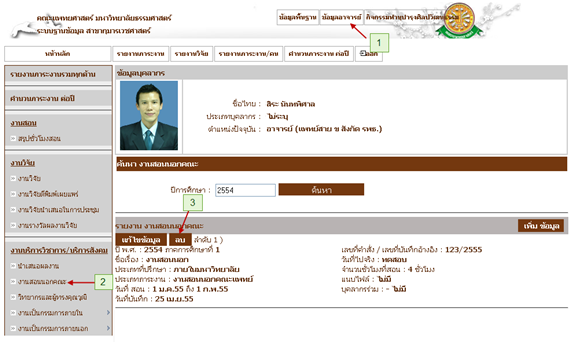 คณะแพทยศาสตร์ มหาวิทยาลัยธรรมศาสตร์
ระบบฐานข้อมูล สาขากุมารเวชศาสตร์
ข้อมูลพื้นฐาน ข้อมูลอาจารย์ กิจกรรมทำนุบำรุงศิลปวัฒนธรรม
1
หน้าหลัก รายงานภาระงาน รายงานวิจัย รายงานภาระงาน/คน คำนวนภาระงาน ต่อปี ออก
รายงานภาระงานรวมทุกด้าน
คำนวนภาระงาน ต่อปี
งานสอน
สรุปชั่วโมงสอน
งานวิจัย
งานวิจัย
งานวิจัยตีพิมพ์เผยแพร่
งานวิจัยนำเสนอในการประชุม
งานรางวัลผลงานวิจัย
งานบริการวิชาการ/บริการสังคม
นำเสนอผลงาน
งานสอนนอกคณะ
2
วิทยากรและผู้ทรงคุณวุฒิ
งานเป็นกรรมการภายใน
งานเป็นกรรมการภายนอก
ข้อมูลบุคลากร
ชื่อไทย : สิระ นันทพิศาล
ประเภทบุคลากร : ไม่ระบุ
ตำแหน่งปัจจุบัน : อาจารย์ (แพทย์สาย ข สังกัด รพธ.)
ค้นหา งานสอนนอกคณะ
ปีการศึกษา : 2554 ค้นหา
3
รายงาน งานสอนนอกคณะ เพิ่ม ข้อมูล
แก้ไขข้อมูล ลบ ลำดับ 1 )
ปี พ.ศ. : 2554 ภาคการศึกษาที่ 1
ชื่อเรื่อง : งานสอนนอก
ประเภทที่ปรึกษา : ภายในมหาวิทยาลัย
ประเภทภาระงาน : งานสอนนอกคณะแพทย์
วันที่ สอน : 1 ม.ค.55 ถึง 1 ก.พ.55
วันที่บันทึก : 25 เม.ย.55
เลขที่คำสั่ง / เลขที่บันทึกอ้างอิง : 123/2555
วันที่ไปจริง : ทดสอบ
จำนวนชั่วโมงที่สอน : 4 ชั่วโมง
แนบไฟล์ : ไม่มี
บุคลากรร่วม : - ไม่มี